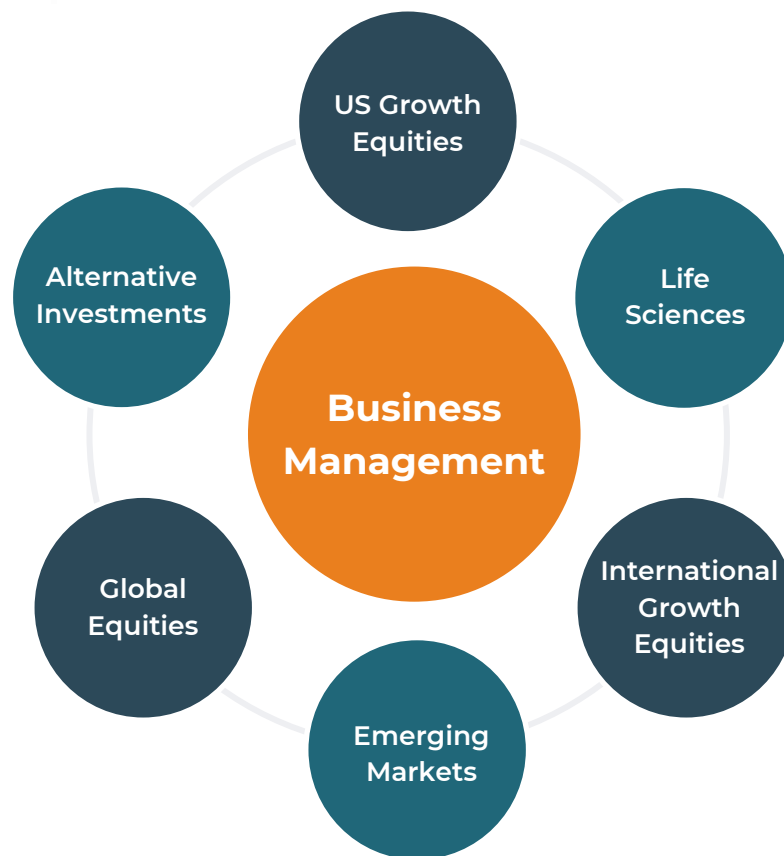 US Growth
Equities
Life
Sciences
International
Growth
Equities
Emerging
Markets
Global
Equities
Alternative
Investments
Business
Management